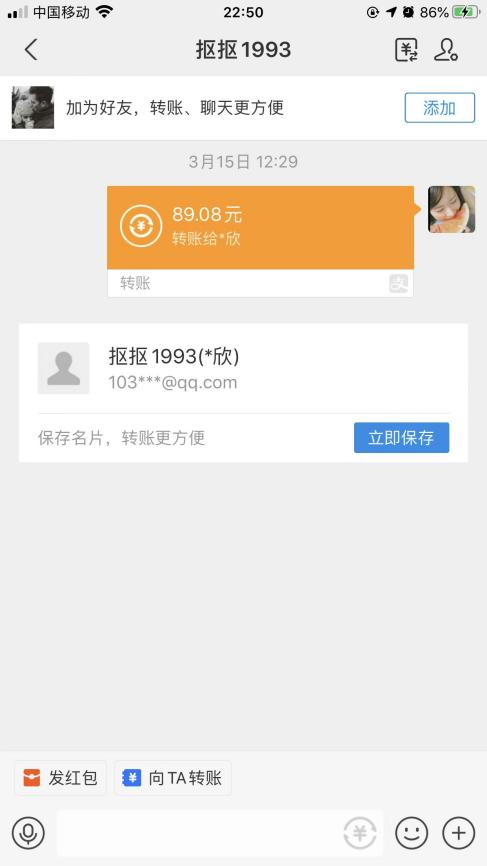 中国移动 22:50 86%
抠抠1993
加为好友，转账、聊天更方便 添加
3月15日 12:29
89.08元
转账给*欣
转账 支
抠抠1993(*欣)
103***@qq.com
保存名片，转账更方便 立即保存
发红包 向TA转账